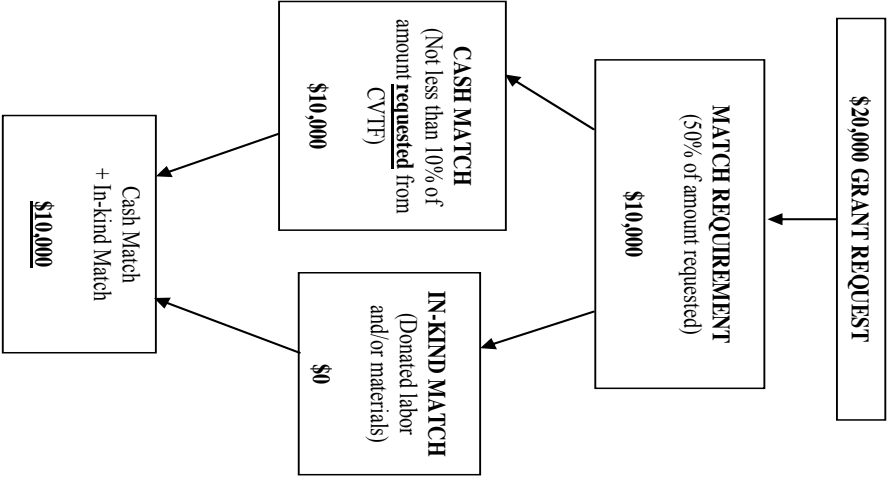 $20,000 GRANT REQUEST
MATCH REQUIREMENT
(50% of amount requested)
$10,000
CASH MATCH
(Not less than 10% of
amount requested from
CVTF)
$10,000
IN-KIND MATCH
(Donated labor
and/or materials)
$0
Cash Match
+ In-kind Match
$10,000